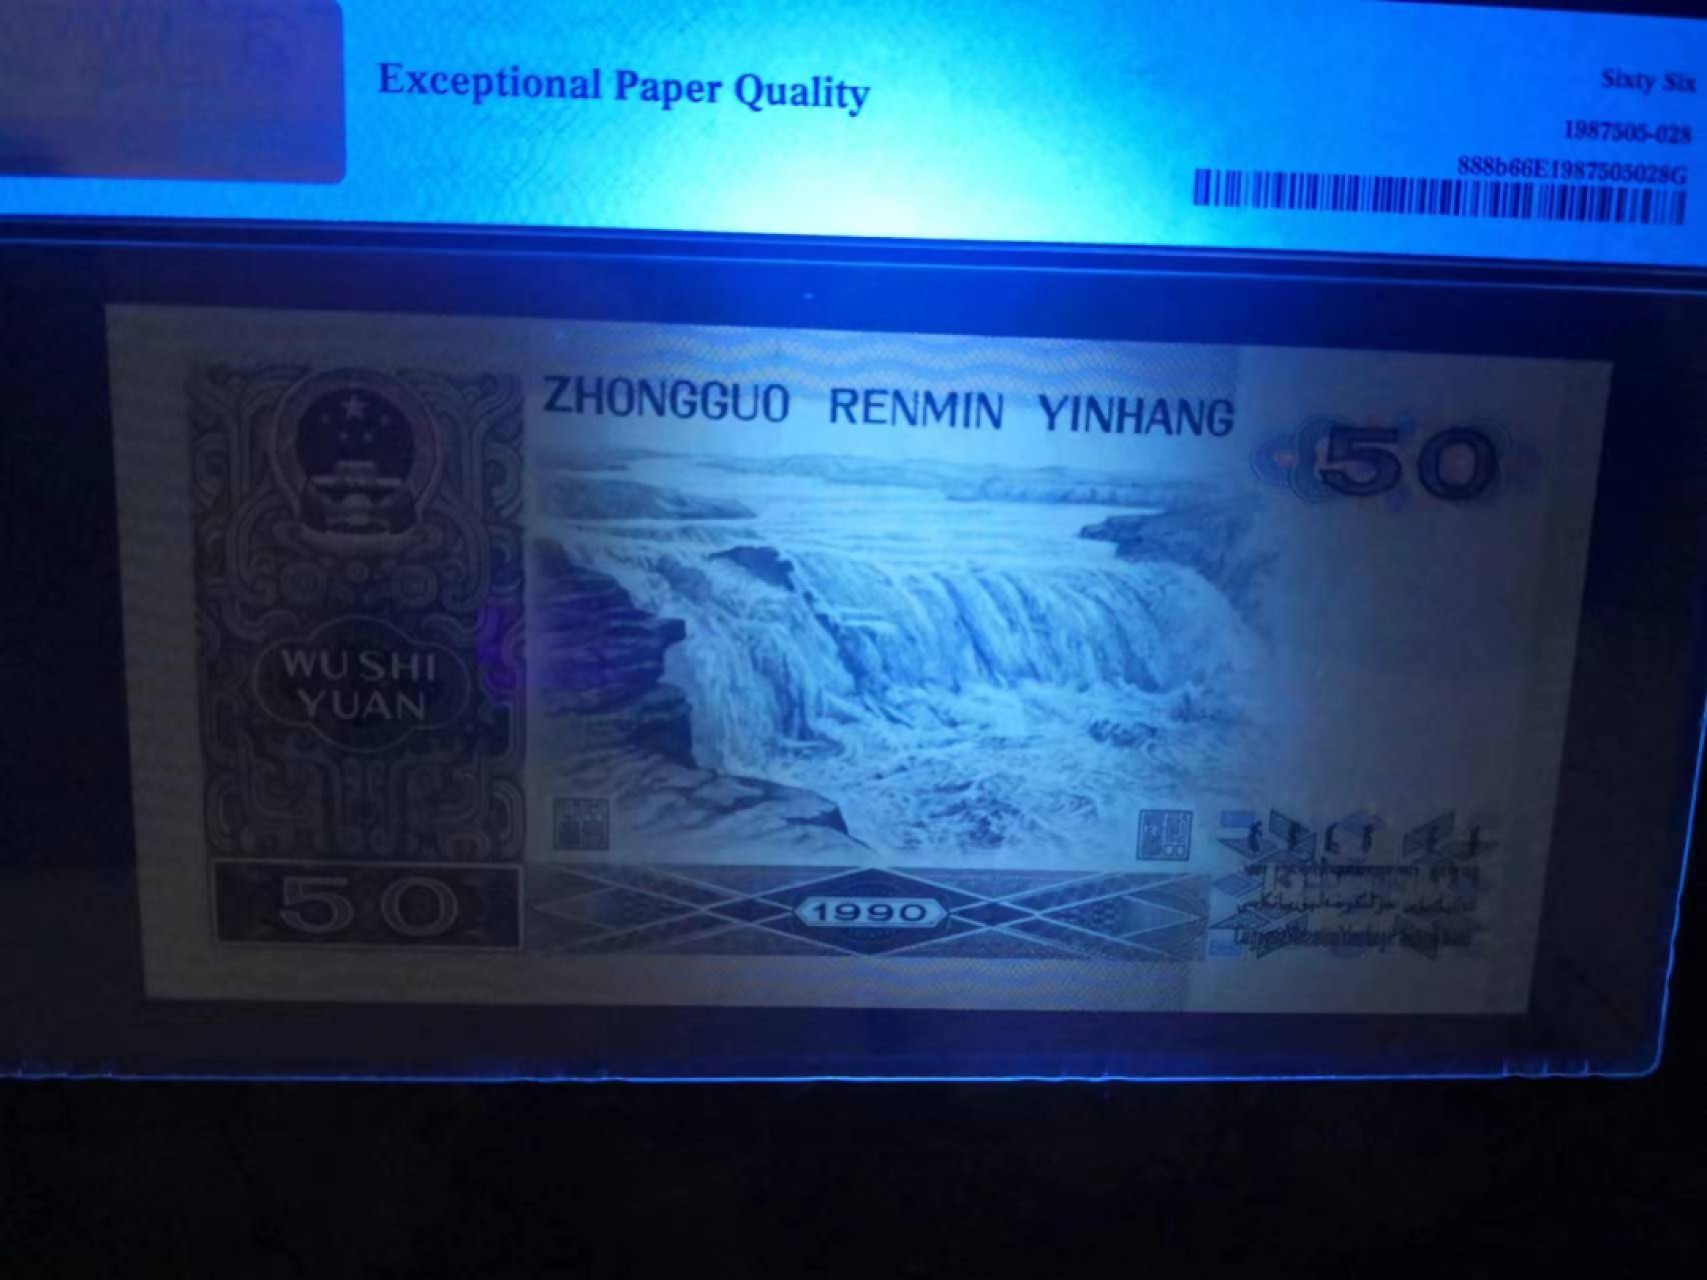 Exceptional Paper Quality
Sixty Six
1987505-028
888b66E1987505028G
ZHONGGUO RENMIN YINHANG
50
WU SHI
YUAN
50
1990